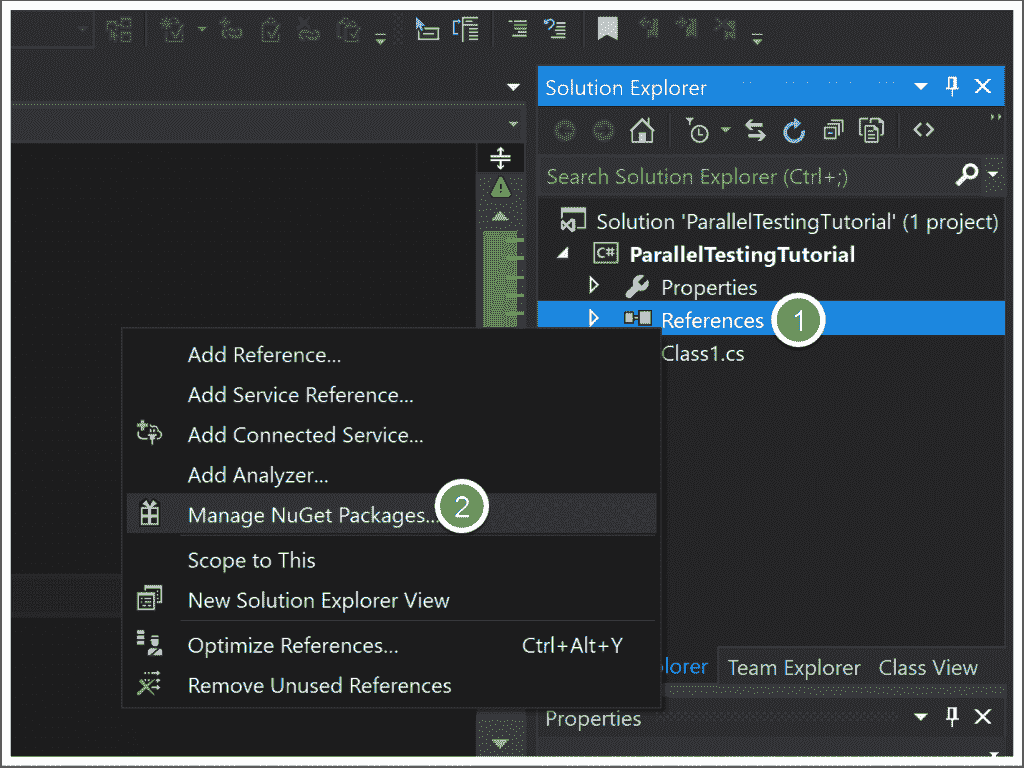 Solution Explorer
Search Solution Explorer (Ctrl+;)
Solution 'ParallelTestingTutorial' (1 project)
C# ParallelTestingTutorial
Properties
References 1
Class1.cs
Add Reference...
Add Service Reference...
Add Connected Service...
Add Analyzer...
Manage NuGet Packages... 2
Scope to This
New Solution Explorer View
Optimize References... Ctrl+Alt+Y
Remove Unused References
plorer Team Explorer Class View
Properties